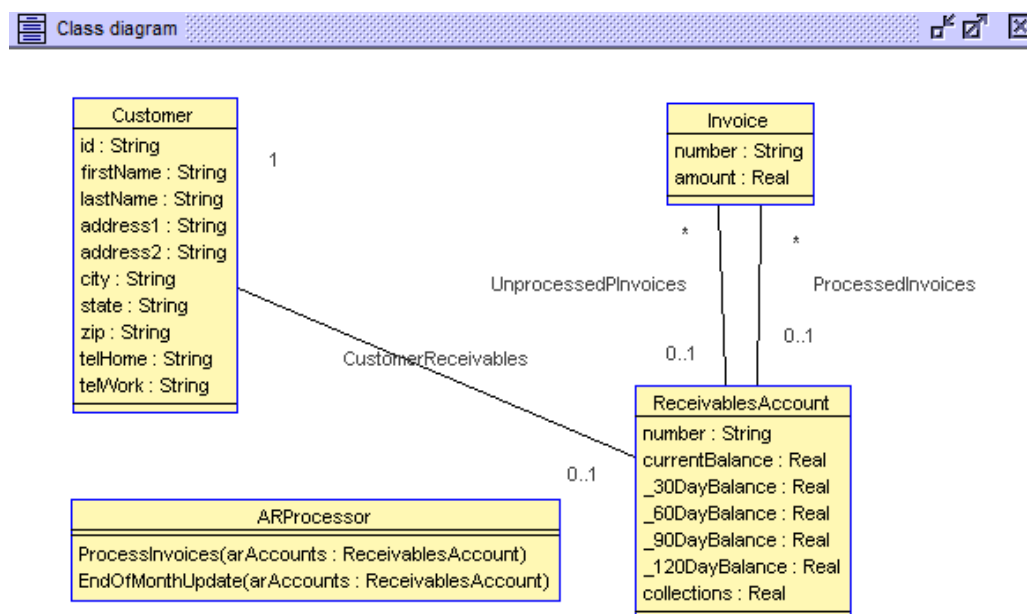 Class diagram
Customer
id : String
firstName : String
lastName : String
address1 : String
address2 : String
city : String
state : String
zip : String
telHome : String
telWork : String
1
Invoice
number : String
amount : Real
*
*
UnprocessedPInvoices
ProcessedInvoices
0..1
0..1
CustomerReceivables
0..1
ReceivablesAccount
number : String
currentBalance : Real
_30DayBalance : Real
_60DayBalance : Real
_90DayBalance : Real
_120DayBalance : Real
collections : Real
ARProcessor
ProcessInvoices(arAccounts : ReceivablesAccount)
EndOfMonthUpdate(arAccounts : ReceivablesAccount)